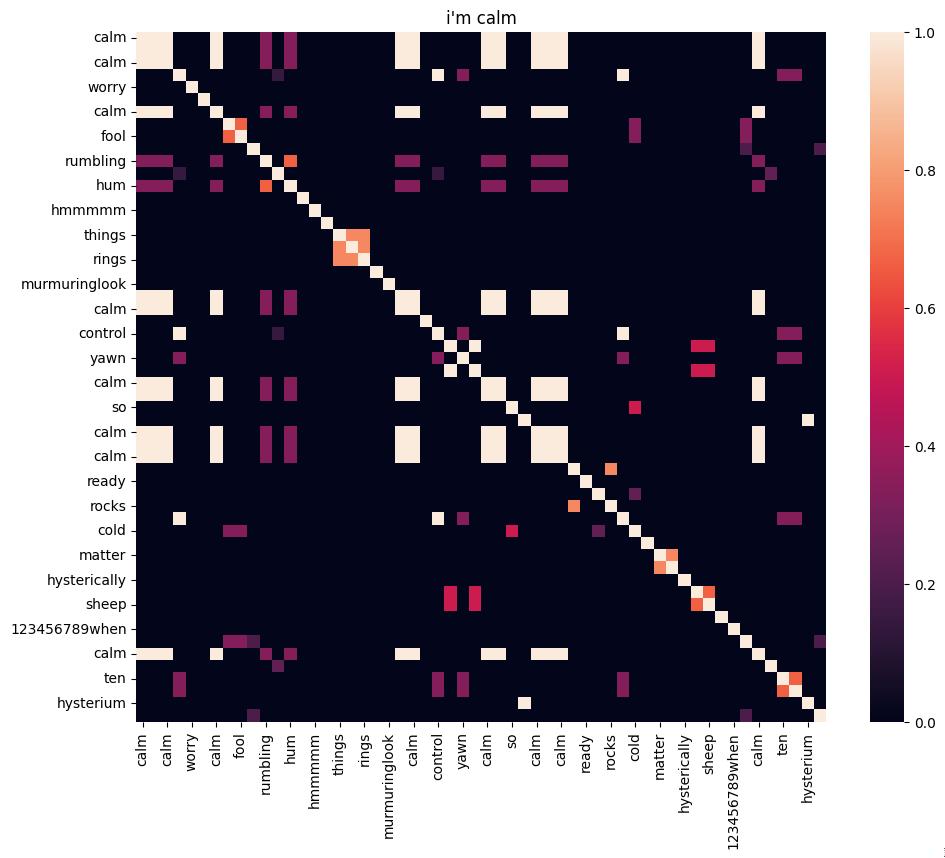 i'm calm
calm
calm
worry
calm
fool
rumbling
hum
hmmmmm
things
rings
murmuringlook
calm
control
yawn
calm
so
calm
calm
ready
rocks
cold
matter
hysterically
sheep
123456789when
calm
ten
hysterium
1.0
0.8
0.6
0.4
0.2
0.0
calm
calm
worry
calm
fool
rumbling
hum
hmmmmm
things
rings
murmuringlook
calm
control
yawn
calm
so
calm
calm
ready
rocks
cold
matter
hysterically
sheep
123456789when
calm
ten
hysterium